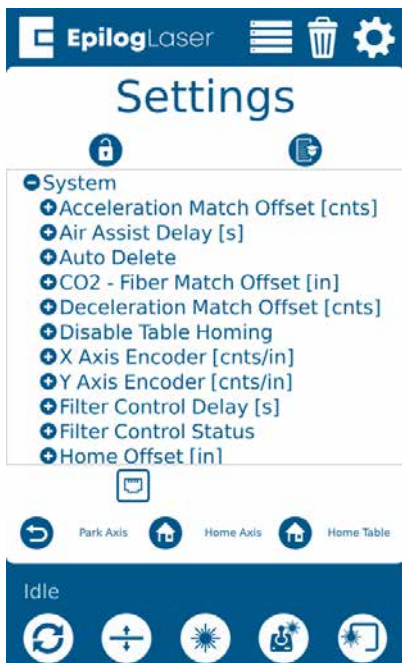 EpilogLaser
Settings
System
Acceleration Match Offset [cnts]
Air Assist Delay [s]
Auto Delete
CO2 - Fiber Match Offset [in]
Deceleration Match Offset [cnts]
Disable Table Homing
X Axis Encoder [cnts/in]
Y Axis Encoder [cnts/in]
Filter Control Delay [s]
Filter Control Status
Home Offset [in]
Park Axis Home Axis Home Table
Idle